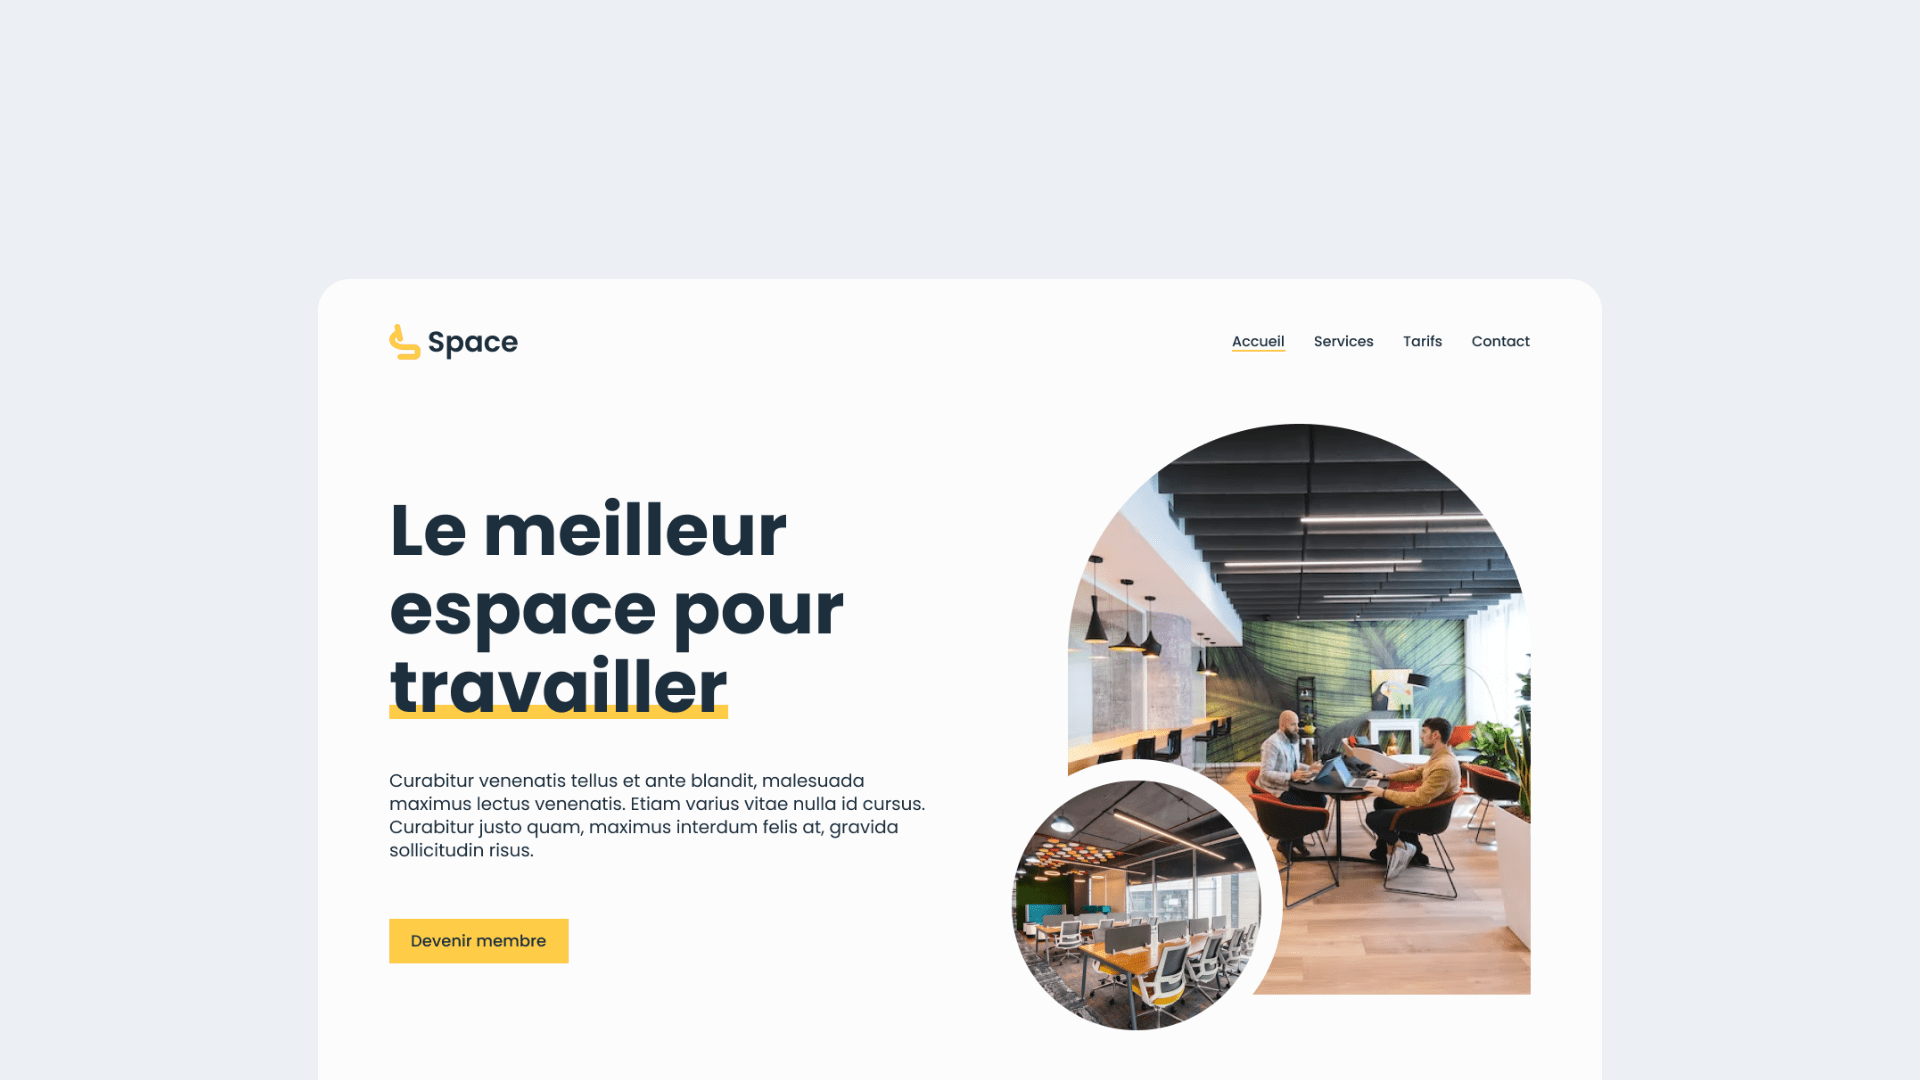 Space
Accueil
Services
Tarifs
Contact
Le meilleur
espace pour
travailler
Curabitur venenatis tellus et ante blandit, malesuada
maximus lectus venenatis. Etiam varius vitae nulla id cursus.
Curabitur justo quam, maximus interdum felis at, gravida
sollicitudin risus.
Devenir membre